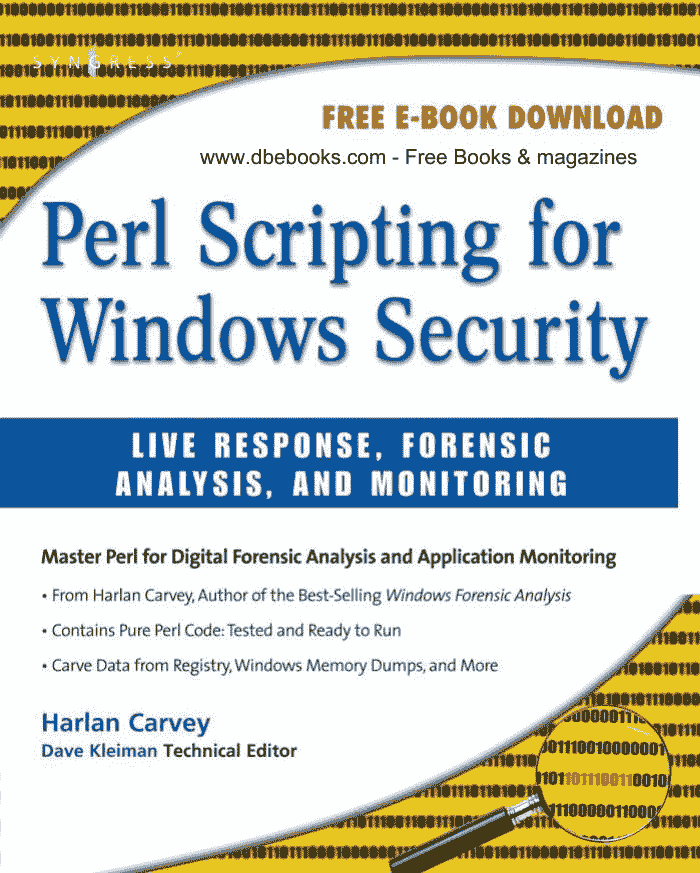 SYNGRESS
FREE E-BOOK DOWNLOAD
www.dbebooks.com - Free Books & magazines
Perl Scripting for
Windows Security
LIVE RESPONSE, FORENSIC
ANALYSIS, AND MONITORING
Master Perl for Digital Forensic Analysis and Application Monitoring
• From Harlan Carvey, Author of the Best-Selling Windows Forensic Analysis
• Contains Pure Perl Code: Tested and Ready to Run
• Carve Data from Registry, Windows Memory Dumps, and More
Harlan Carvey
Dave Kleiman Technical Editor